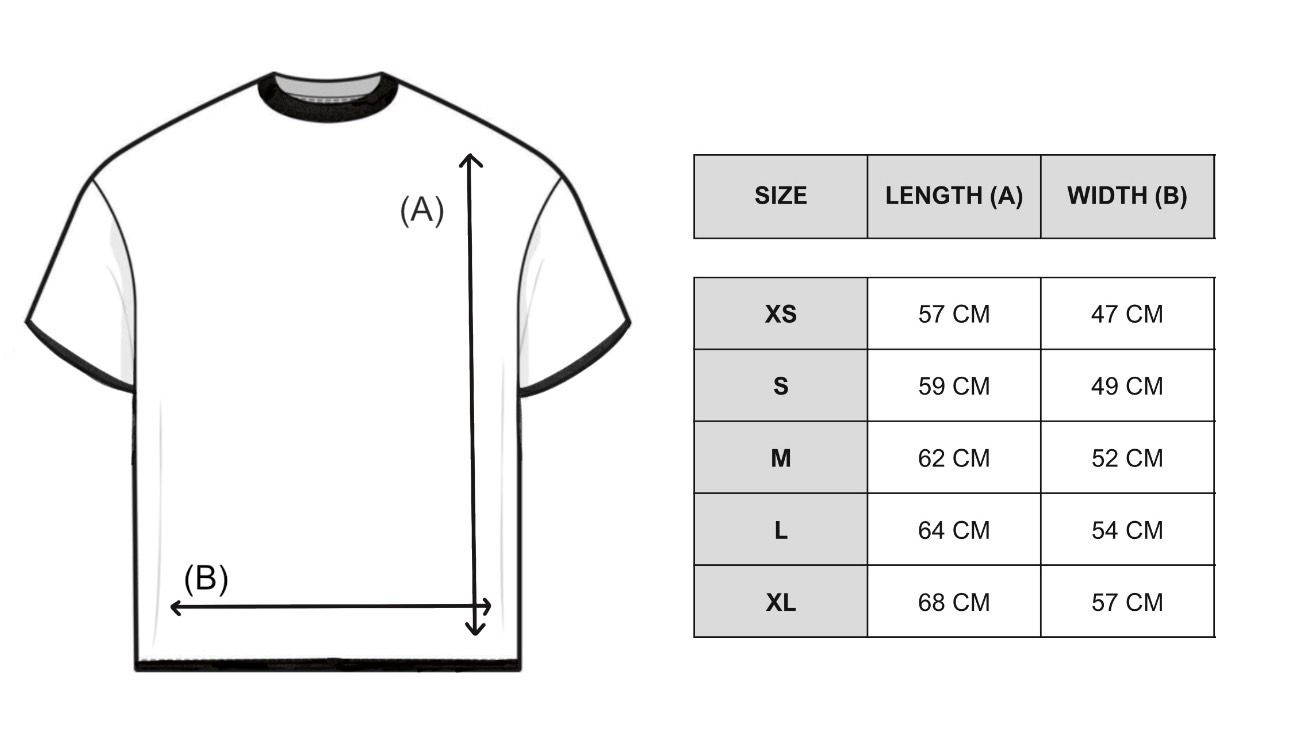 (A)
(B)
SIZE LENGTH (A) WIDTH (B)
XS 57 CM 47 CM
S 59 CM 49 CM
M 62 CM 52 CM
L 64 CM 54 CM
XL 68 CM 57 CM